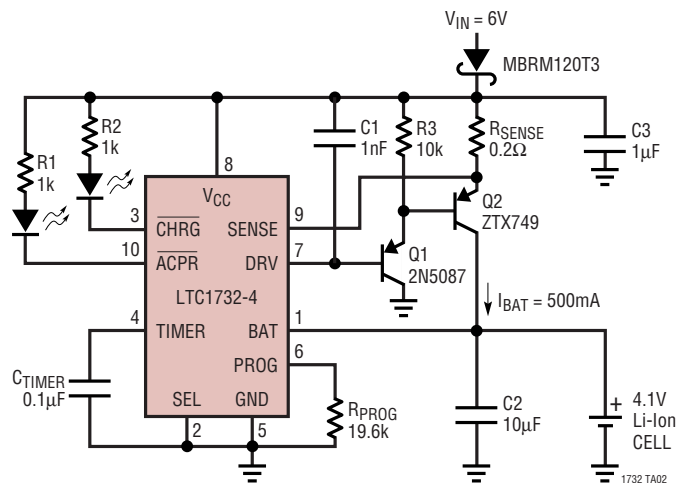 V_IN = 6V
MBRM120T3
R1
1k
R2
1k
C1
1nF
R3
10k
R_SENSE
0.2Ω
C3
1µF
8
V_CC
3
CHRG
SENSE
9
10
ACPR
DRV
7
Q1
2N5087
Q2
ZTX749
LTC1732-4
I_BAT = 500mA
4
TIMER
BAT
1
PROG
6
C_TIMER
0.1µF
SEL
GND
2
5
R_PROG
19.6k
C2
10µF
+
4.1V
Li-Ion
CELL
1732 TA02